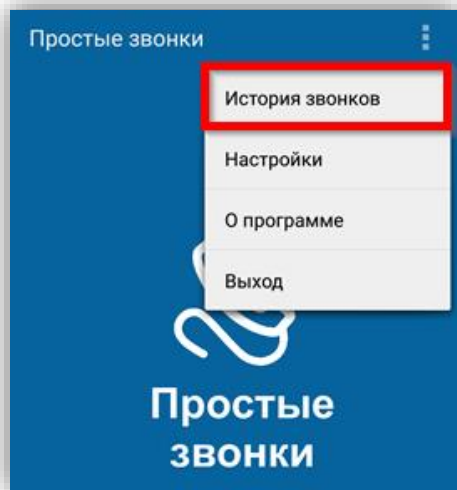 Простые звонки
История звонков
Настройки
О программе
Выход
Простые
звонки